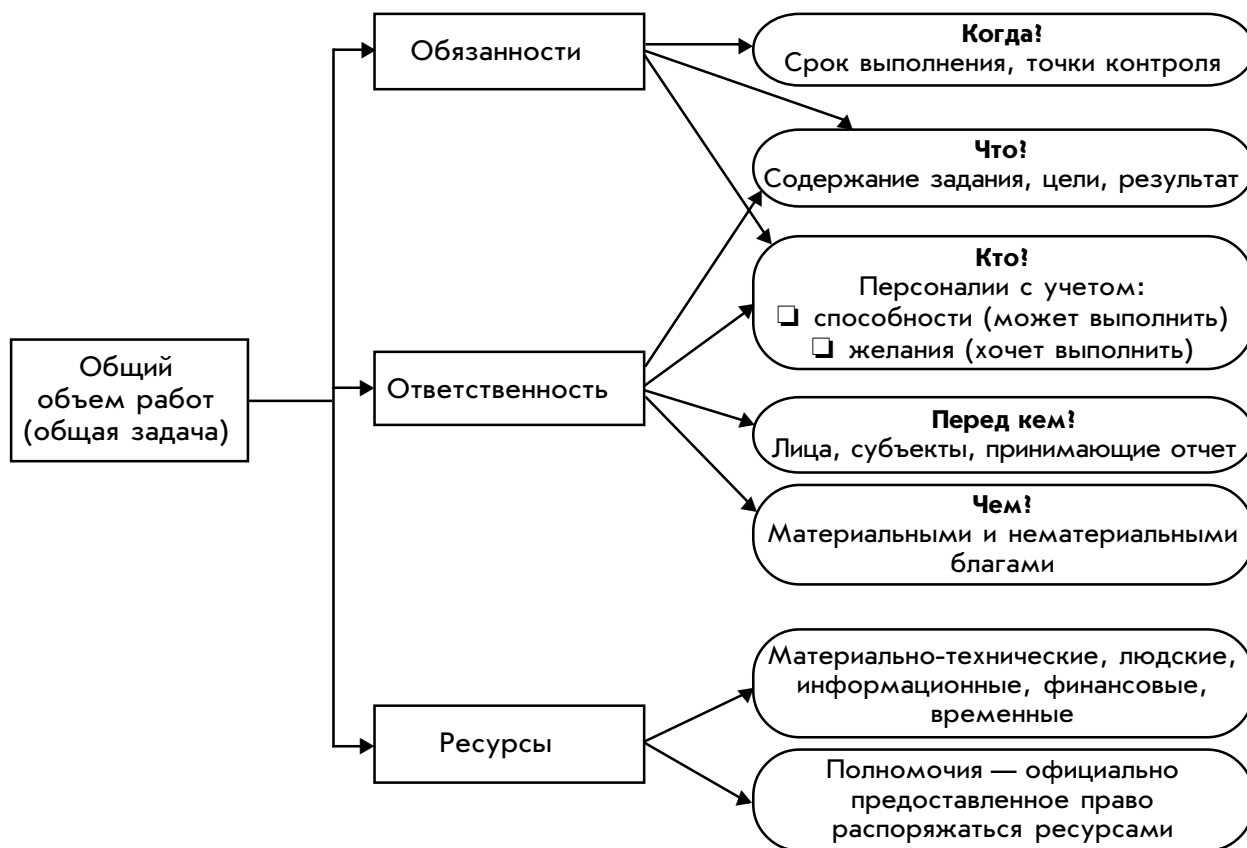 Общий
объем работ
(общая задача)
Обязанности
Ответственность
Ресурсы
Когда?
Срок выполнения, точки контроля
Что?
Содержание задания, цели, результат
Кто?
Персоналии с учетом:
❏ способности (может выполнить)
❏ желания (хочет выполнить)
Перед кем?
Лица, субъекты, принимающие отчет
Чем?
Материальными и нематериальными
благами
Материально-технические, людские,
информационные, финансовые,
временные
Полномочия — официально
предоставленное право
распоряжаться ресурсами